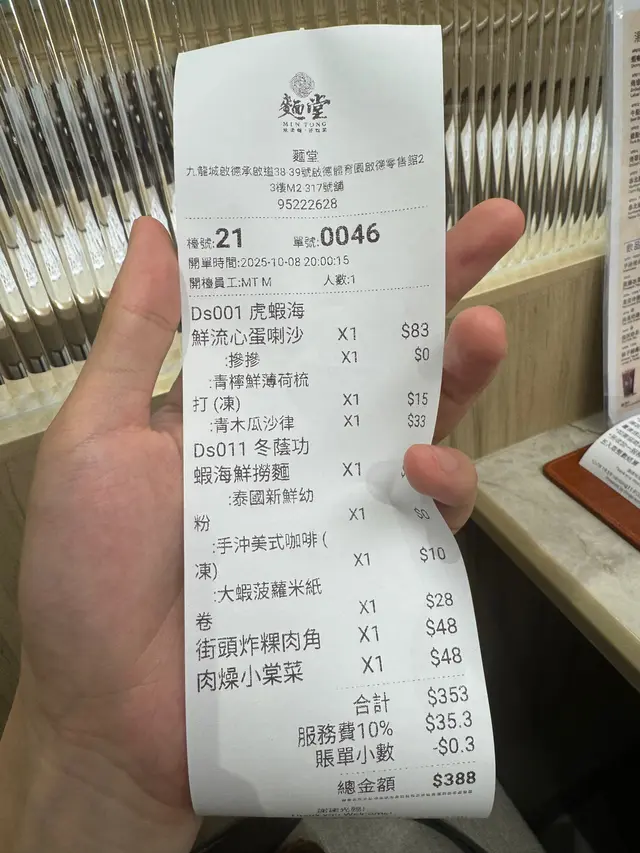 麵堂
MIN TONG
麵堂
九龍城啟德承啟道38-39號啟德體育園啟德零售館2
3樓M2-317號舖
95222628
檯號:21 單號:0046
開單時間:2025-10-08 20:00:15
開檯員工:MT M 人數:1
Ds001 虎蝦海
鮮流心蛋喇沙 X1 $83
:摻摻 X1 $0
:青檸鮮薄荷梳
打 (凍) X1 $15
:青木瓜沙律 X1 $33
Ds011 冬蔭功
蝦海鮮撈麵 X1
:泰國新鮮幼
粉 X1 $0
:手沖美式咖啡 (
凍) X1 $10
:大蝦菠蘿米紙
卷 X1 $28
街頭炸粿肉角 X1 $48
肉燥小棠菜 X1 $48
合計 $353
服務費10% $35.3
賬單小數 -$0.3
總金額 $388